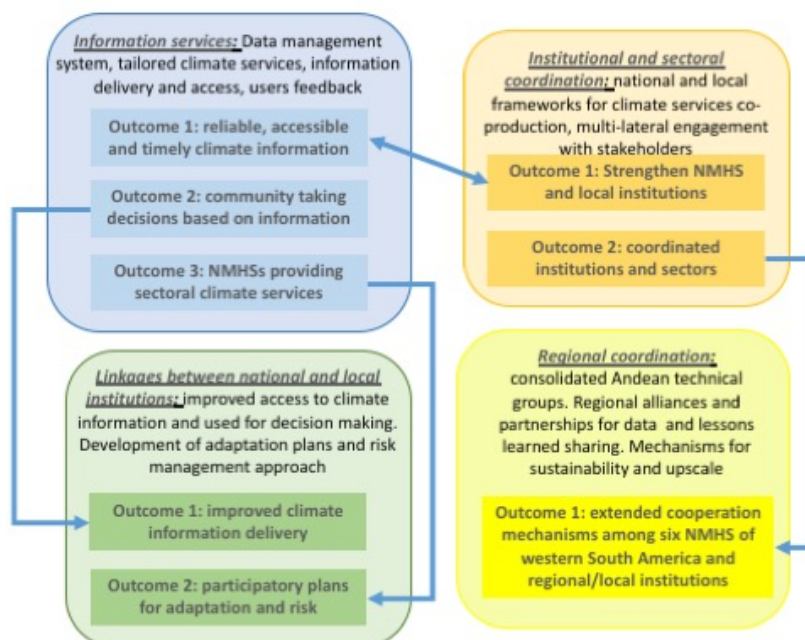 Information services: Data management
system, tailored climate services, information
delivery and access, users feedback
Outcome 1: reliable, accessible
and timely climate information
Outcome 2: community taking
decisions based on information
Outcome 3: NMHSs providing
sectoral climate services
Institutional and sectoral
coordination: national and local
frameworks for climate services co-
production, multi-lateral engagement
with stakeholders
Outcome 1: Strengthen NMHS
and local institutions
Outcome 2: coordinated
institutions and sectors
Linkages between national and local
institutions: improved access to climate
information and used for decision making.
Development of adaptation plans and risk
management approach
Outcome 1: improved climate
information delivery
Outcome 2: participatory plans
for adaptation and risk
Regional coordination:
consolidated Andean technical
groups. Regional alliances and
partnerships for data and lessons
learned sharing. Mechanisms for
sustainability and upscale
Outcome 1: extended cooperation
mechanisms among six NMHS of
western South America and
regional/local institutions